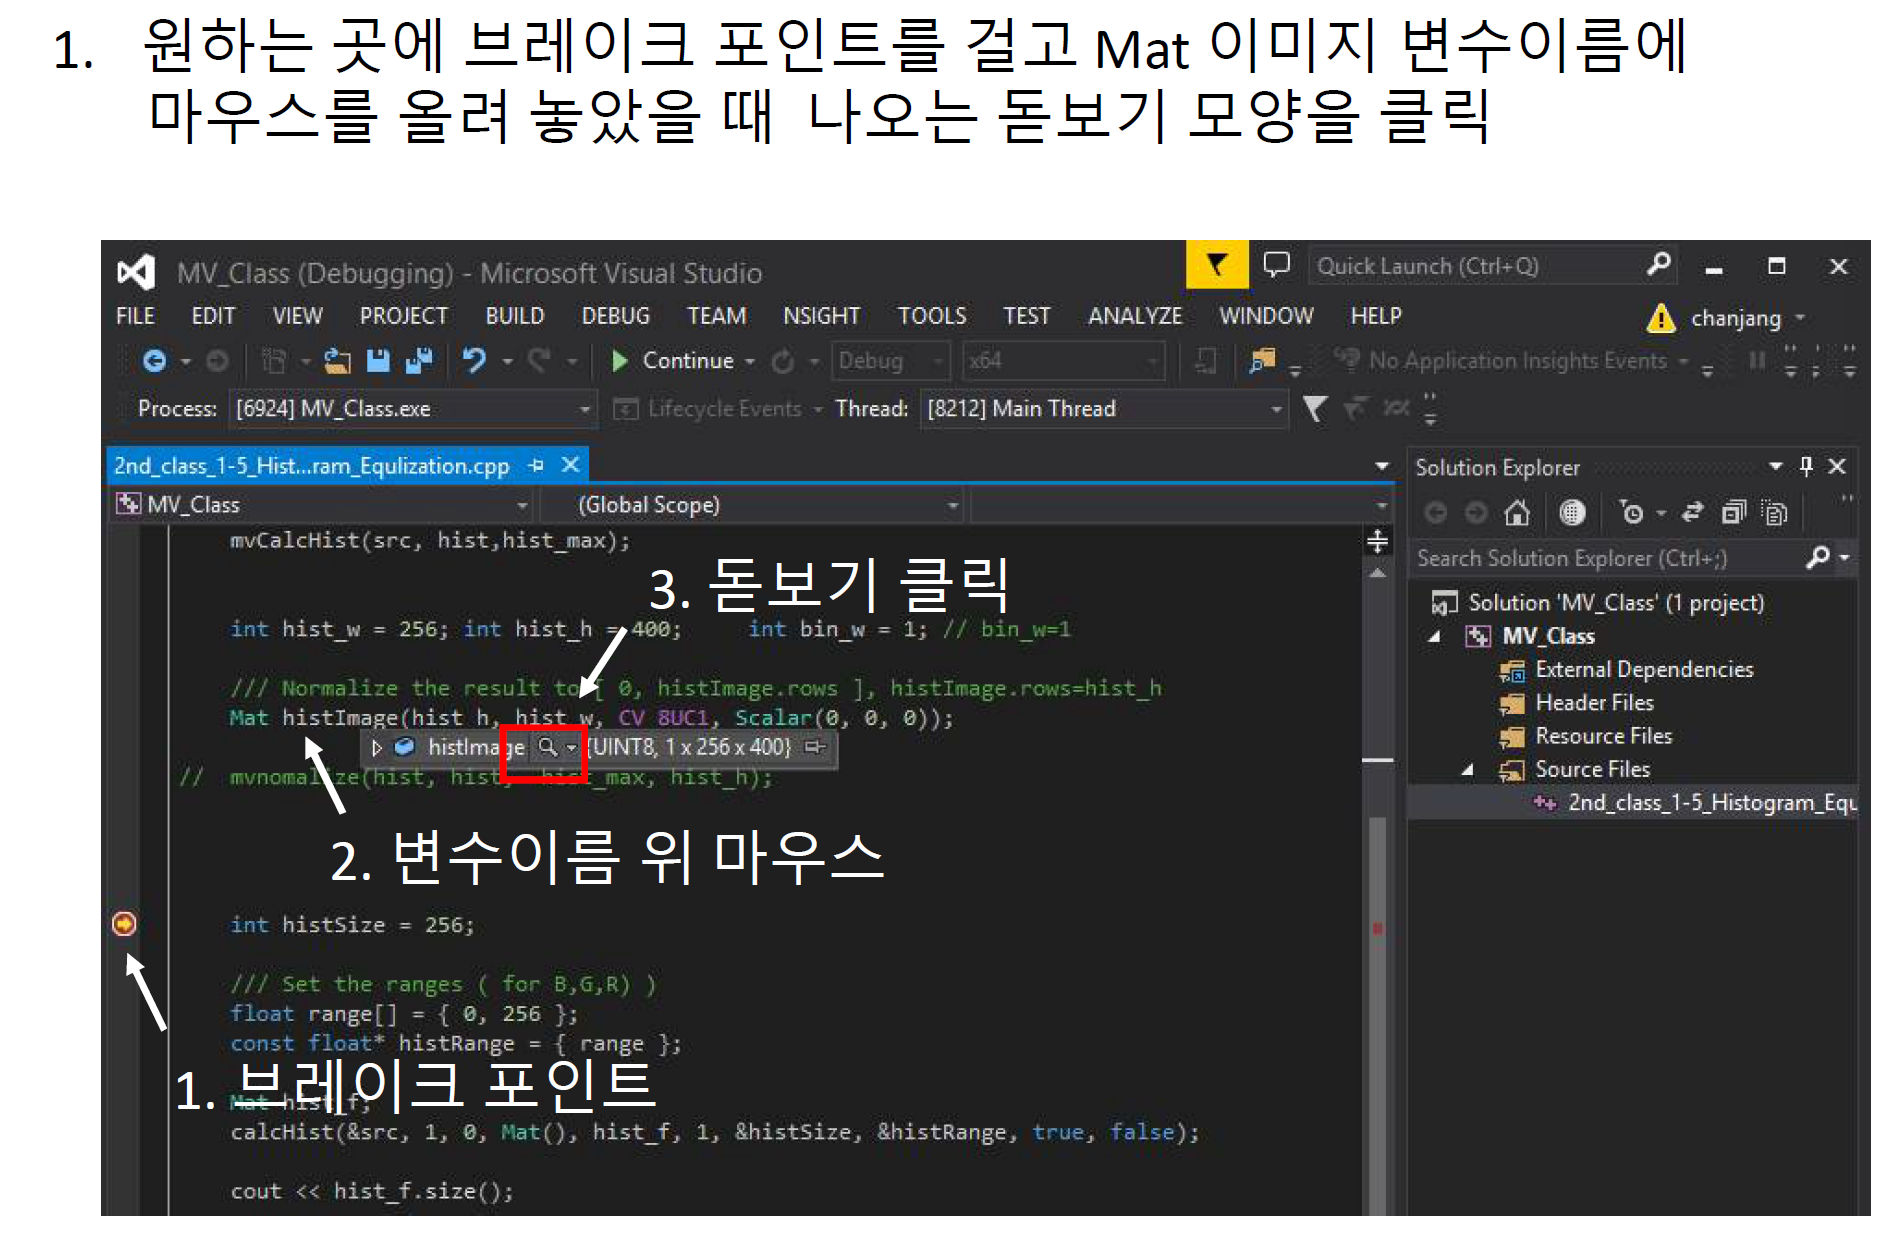 1. 원하는 곳에 브레이크 포인트를 걸고 Mat 이미지 변수이름에
마우스를 올려 놓았을 때 나오는 돋보기 모양을 클릭
MV_Class (Debugging) - Microsoft Visual Studio
Quick Launch (Ctrl+Q)
FILE EDIT VIEW PROJECT BUILD DEBUG TEAM NSIGHT TOOLS TEST ANALYZE WINDOW HELP
chanjang
Continue Debug x64 No Application Insights Events
Process: [6924] MV_Class.exe Lifecycle Events Thread: [8212] Main Thread
2nd_class_1-5_Hist...ram_Equlization.cpp
MV_Class (Global Scope)
mvCalcHist(src, hist,hist_max);
3. 돋보기 클릭
int hist_w = 256; int hist_h = 400; int bin_w = 1; // bin_w=1
/// Normalize the result to [ 0, histImage.rows ], histImage.rows=hist_h
Mat histImage(hist_h, hist_w, CV_8UC1, Scalar(0, 0, 0));
histImage {UINT8, 1 x 256 x 400}
// mvnomalize(hist, hist, hist_max, hist_h);
2. 변수이름 위 마우스
int histSize = 256;
/// Set the ranges ( for B,G,R) )
float range[] = { 0, 256 };
const float* histRange = { range };
1. 브레이크 포인트
Mat hist_f;
calcHist(&src, 1, 0, Mat(), hist_f, 1, &histSize, &histRange, true, false);
cout << hist_f.size();
Solution Explorer
Search Solution Explorer (Ctrl+;)
Solution 'MV_Class' (1 project)
MV_Class
External Dependencies
Header Files
Resource Files
Source Files
2nd_class_1-5_Histogram_Equ